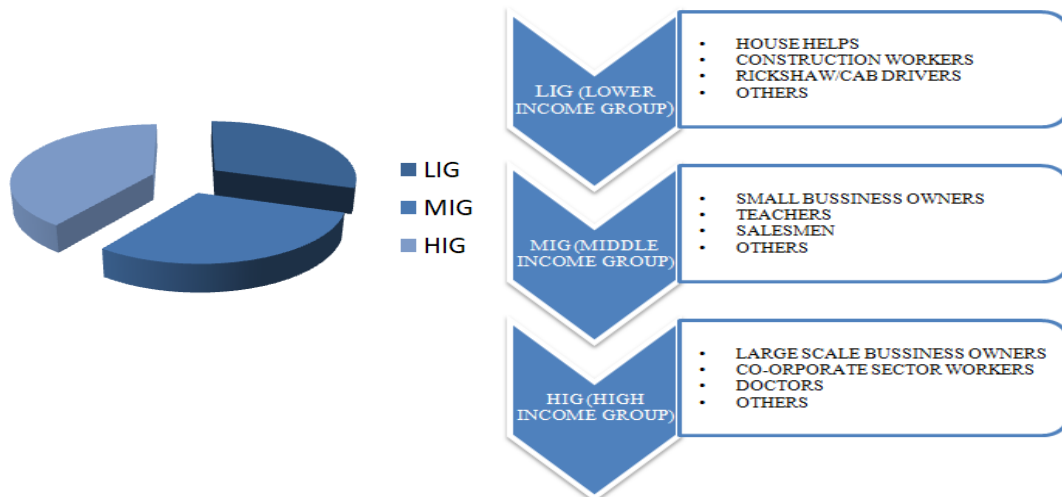 LIG
MIG
HIG
LIG (LOWER
INCOME GROUP)
• HOUSE HELPS
• CONSTRUCTION WORKERS
• RICKSHAW/CAB DRIVERS
• OTHERS
MIG (MIDDLE
INCOME GROUP)
• SMALL BUSSINESS OWNERS
• TEACHERS
• SALESMEN
• OTHERS
HIG (HIGH
INCOME GROUP)
• LARGE SCALE BUSSINESS OWNERS
• CO-ORPORATE SECTOR WORKERS
• DOCTORS
• OTHERS